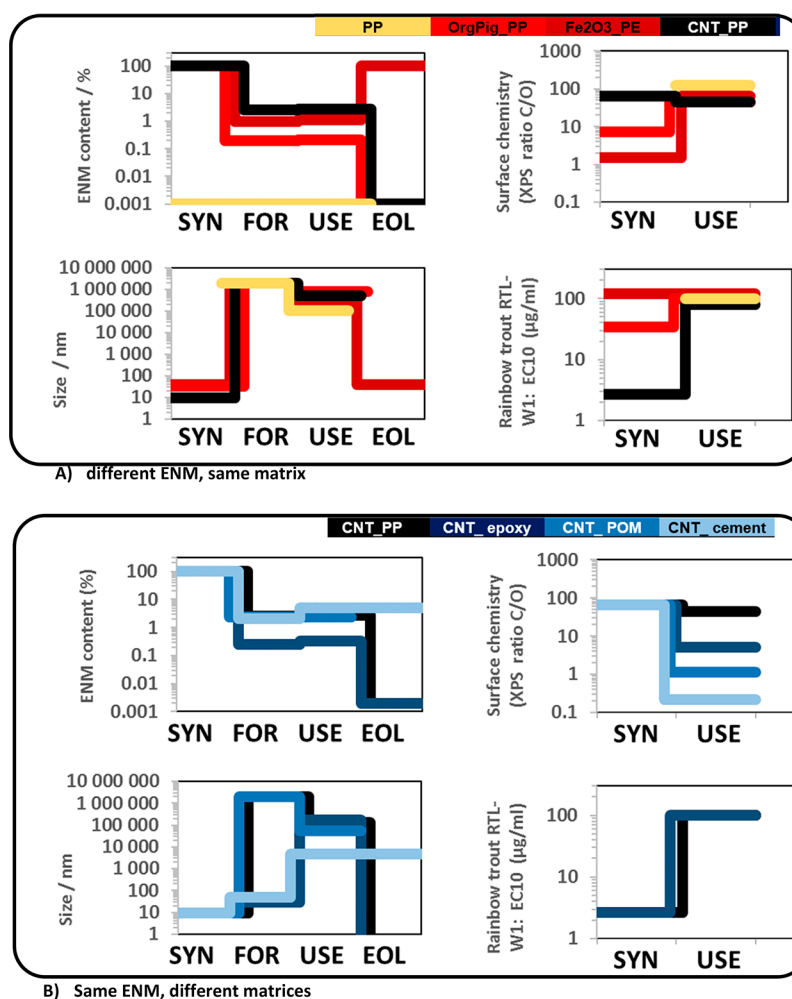 PP OrgPig_PP Fe2O3_PE CNT_PP
ENM content / %
100
10
1
0.1
0.01
0.001
SYN FOR USE EOL
Surface chemistry
(XPS ratio C/O)
1000
100
10
1
0.1
SYN USE
Size / nm
10 000 000
1 000 000
100 000
10 000
1 000
100
10
1
SYN FOR USE EOL
Rainbow trout RTL-
W1: EC10 (µg/ml)
100
10
1
SYN USE
A) different ENM, same matrix
CNT_PP CNT_ epoxy CNT_ POM CNT_ cement
ENM content (%)
100
10
1
0.1
0.01
0.001
SYN FOR USE EOL
Surface chemistry
(XPS ratio C/O)
1000
100
10
1
0.1
SYN USE
Size / nm
10 000 000
1 000 000
100 000
10 000
1 000
100
10
1
SYN FOR USE EOL
Rainbow trout RTL-
W1: EC10 (µg/ml)
100
10
1
SYN USE
B) Same ENM, different matrices